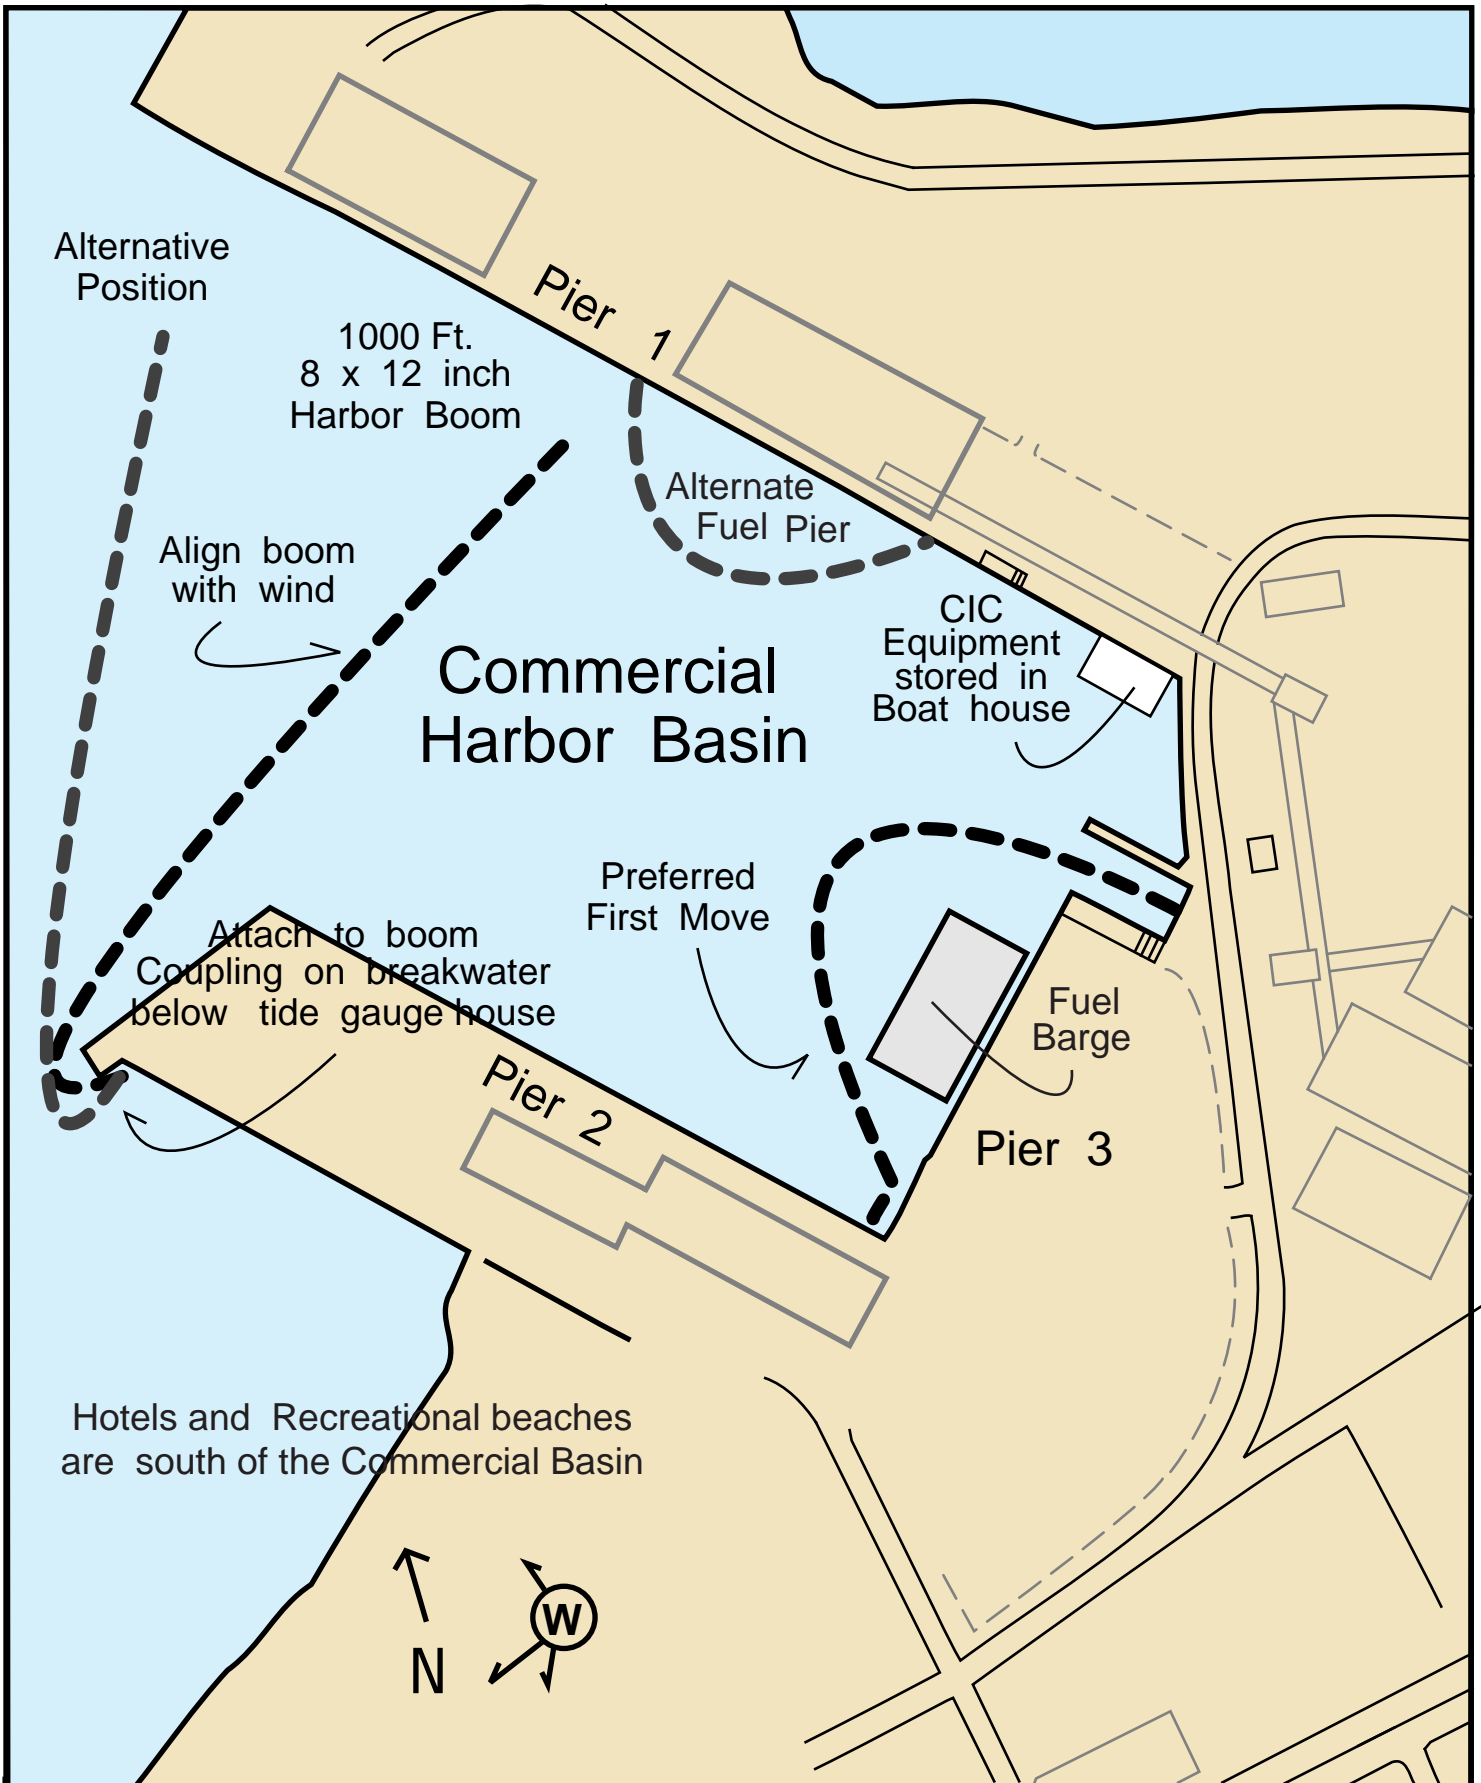 Alternative
Position
1000 Ft.
8 x 12 inch
Harbor Boom
Pier 1
Alternate
Fuel Pier
Align boom
with wind
CIC
Equipment
stored in
Boat house
Commercial
Harbor Basin
Preferred
First Move
Attach to boom
Coupling on breakwater
below tide gauge house
Fuel
Barge
Pier 2
Pier 3
Hotels and Recreational beaches
are south of the Commercial Basin
N
W